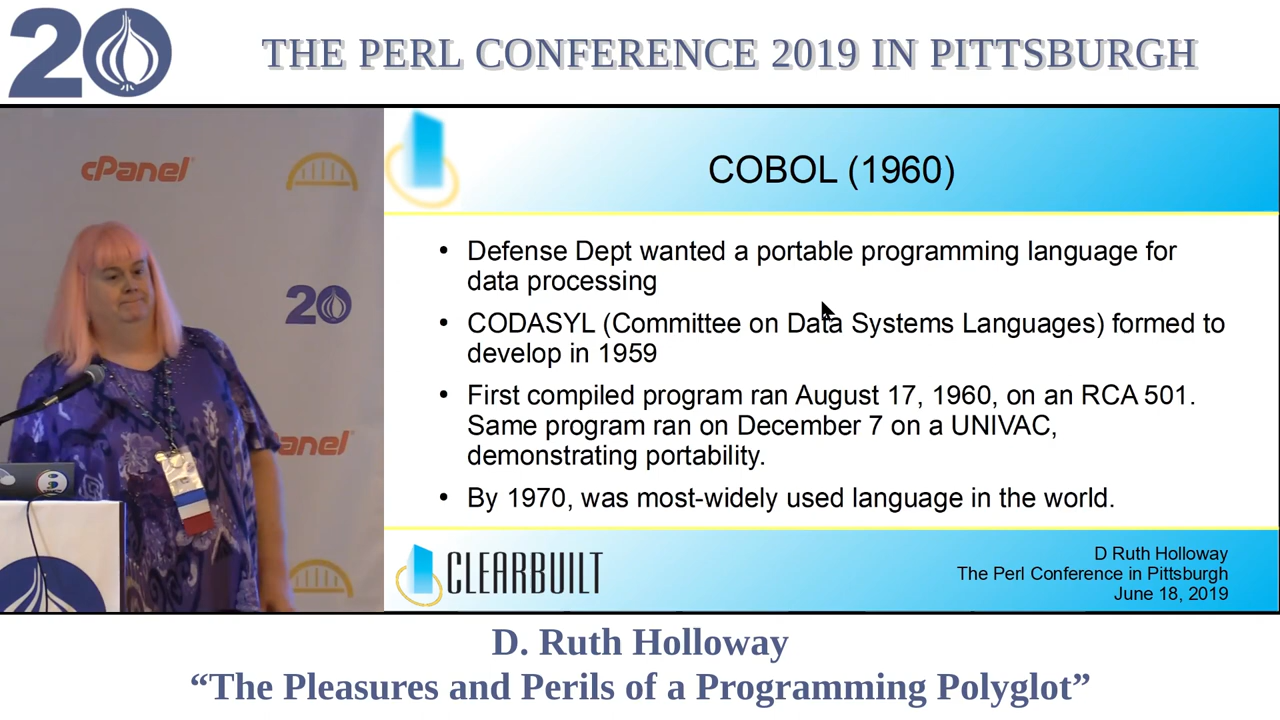 20
THE PERL CONFERENCE 2019 IN PITTSBURGH
cPanel
20
anel
COBOL (1960)
• Defense Dept wanted a portable programming language for
data processing
• CODASYL (Committee on Data Systems Languages) formed to
develop in 1959
• First compiled program ran August 17, 1960, on an RCA 501.
Same program ran on December 7 on a UNIVAC,
demonstrating portability.
• By 1970, was most-widely used language in the world.
CLEARBUILT
D Ruth Holloway
The Perl Conference in Pittsburgh
June 18, 2019
D. Ruth Holloway
“The Pleasures and Perils of a Programming Polyglot”